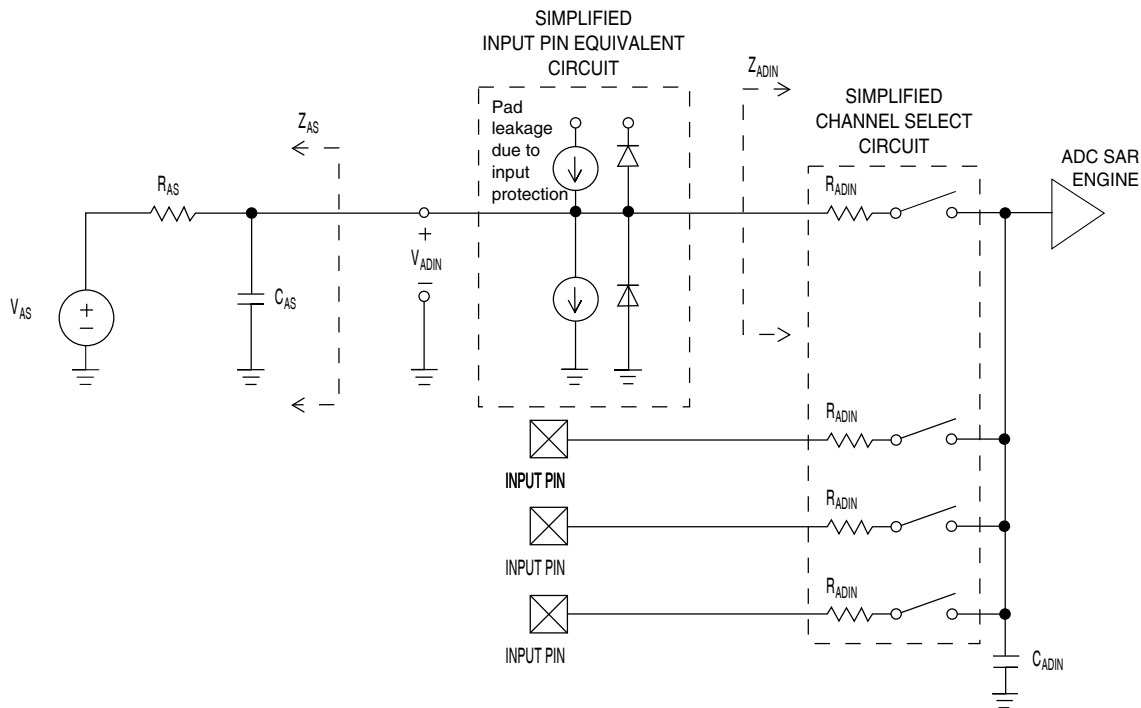 SIMPLIFIED
INPUT PIN EQUIVALENT
CIRCUIT
Pad
leakage
due to
input
protection
Z_AS
R_AS
C_AS
V_AS
+
−
+
V_ADIN
−
Z_ADIN
SIMPLIFIED
CHANNEL SELECT
CIRCUIT
ADC SAR
ENGINE
R_ADIN
R_ADIN
INPUT PIN
R_ADIN
INPUT PIN
R_ADIN
INPUT PIN
C_ADIN